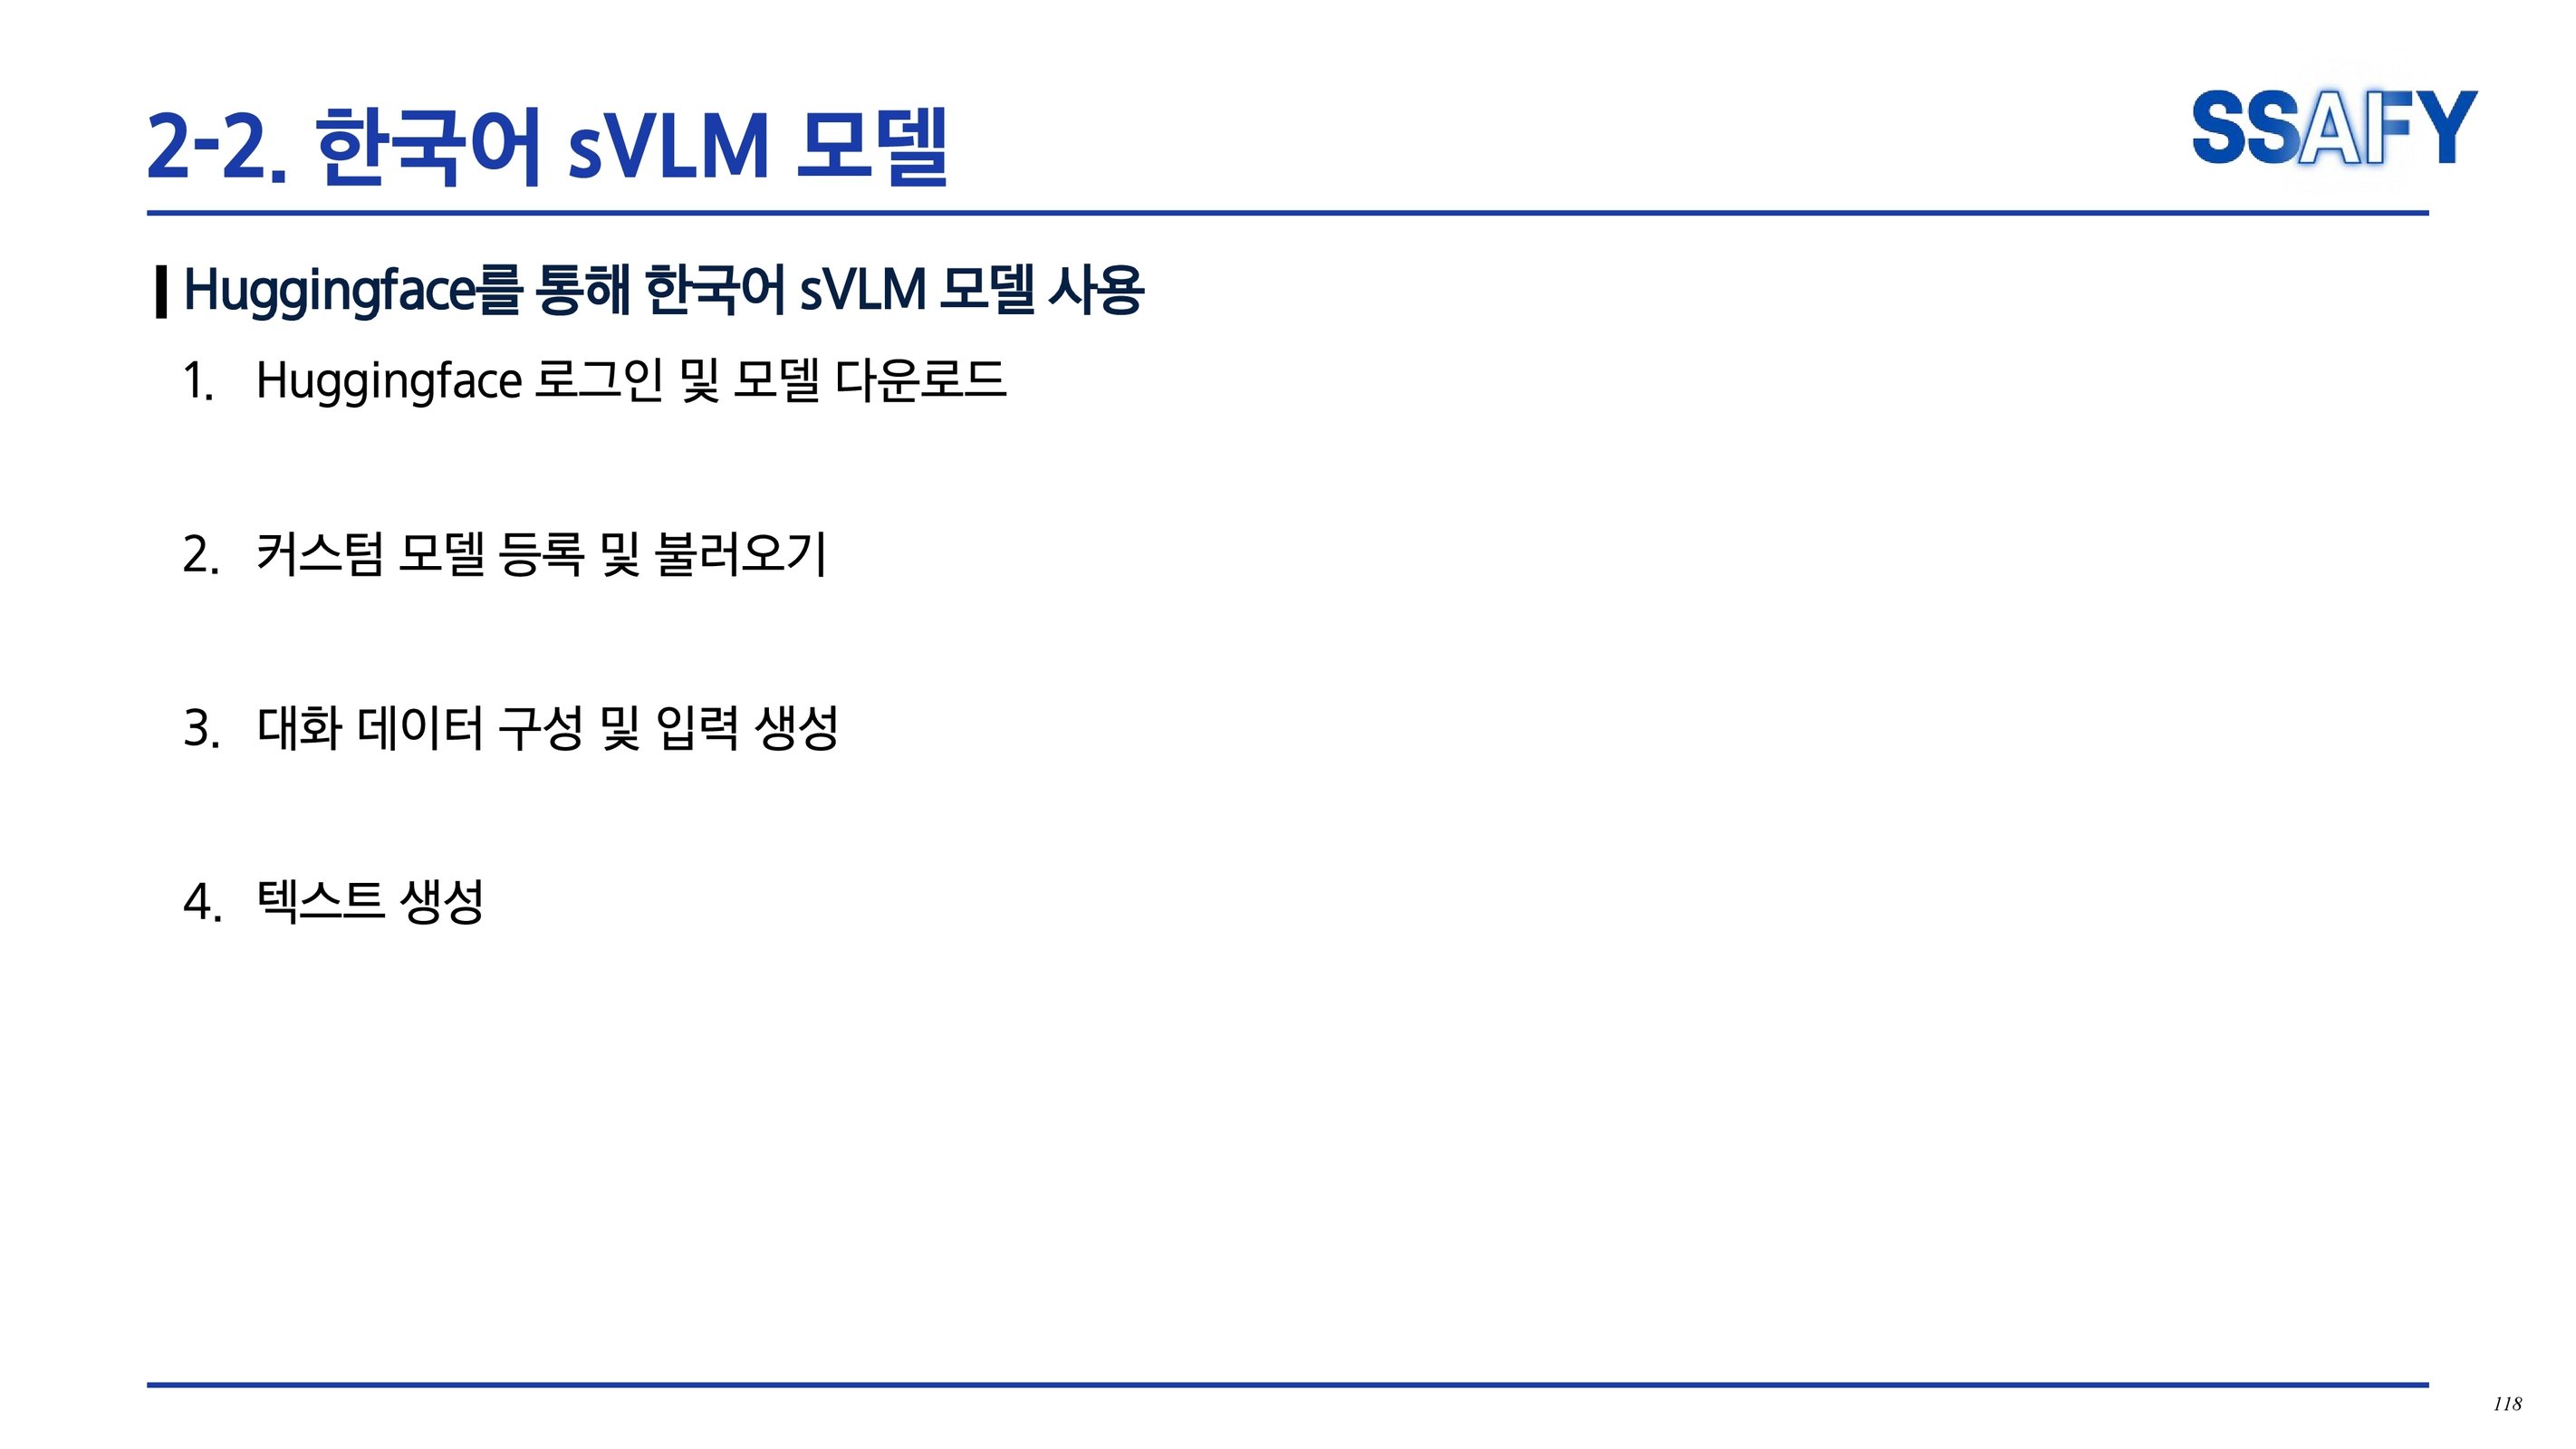 2-2. 한국어 sVLM 모델
SSAFY
Huggingface를 통해 한국어 sVLM 모델 사용
1. Huggingface 로그인 및 모델 다운로드
2. 커스텀 모델 등록 및 불러오기
3. 대화 데이터 구성 및 입력 생성
4. 텍스트 생성
118